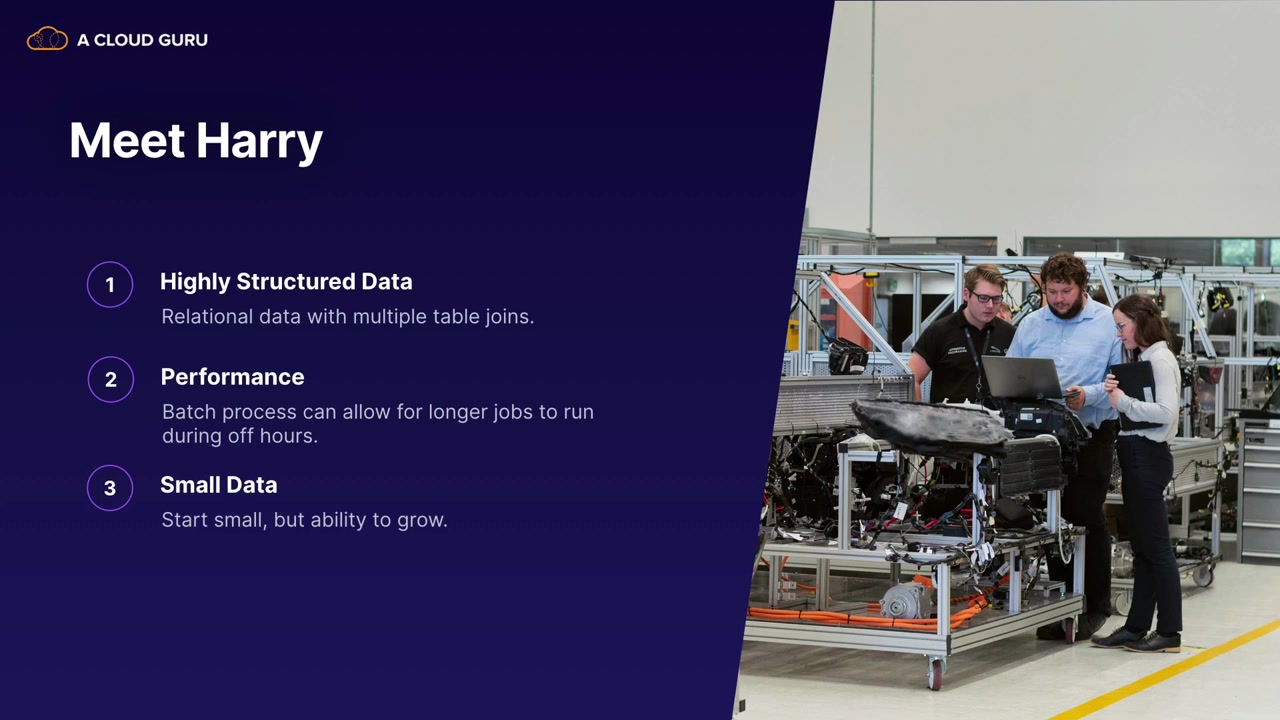 A CLOUD GURU
Meet Harry
1
Highly Structured Data
Relational data with multiple table joins.
2
Performance
Batch process can allow for longer jobs to run
during off hours.
3
Small Data
Start small, but ability to grow.